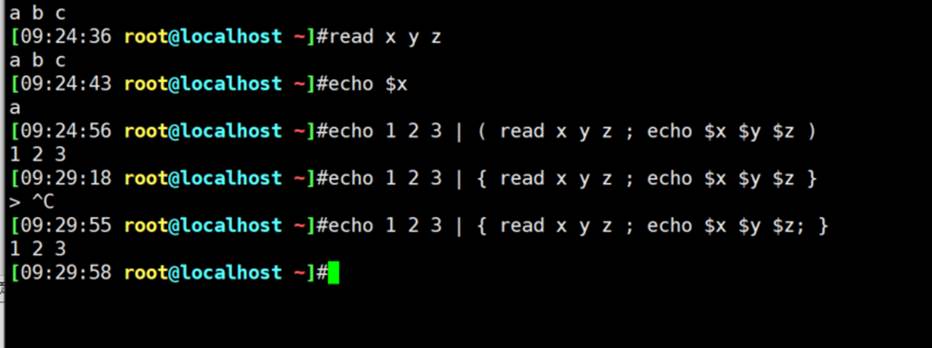 a b c
[09:24:36 root@localhost ~]#read x y z
a b c
[09:24:43 root@localhost ~]#echo $x
a
[09:24:56 root@localhost ~]#echo 1 2 3 | ( read x y z ; echo $x $y $z )
1 2 3
[09:29:18 root@localhost ~]#echo 1 2 3 | { read x y z ; echo $x $y $z }
> ^C
[09:29:55 root@localhost ~]#echo 1 2 3 | { read x y z ; echo $x $y $z; }
1 2 3
[09:29:58 root@localhost ~]#